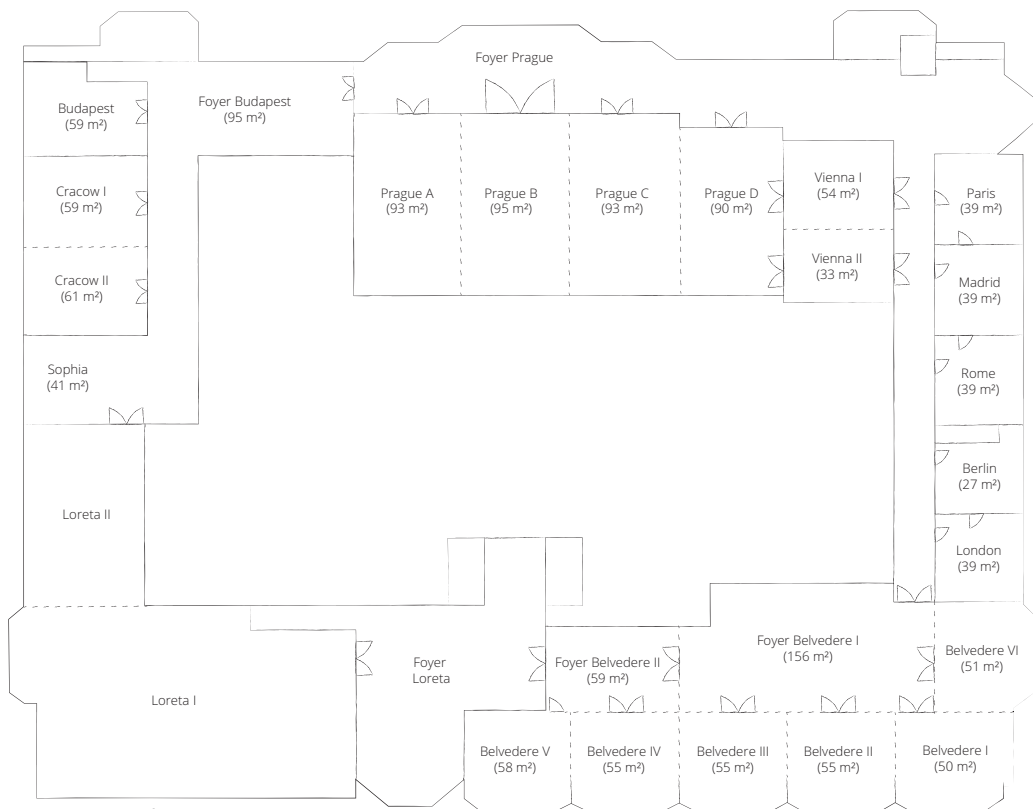 Foyer Prague
Foyer Budapest
(95 m²)
Budapest
(59 m²)
Cracow I
(59 m²)
Cracow II
(61 m²)
Sophia
(41 m²)
Prague A
(93 m²)
Prague B
(95 m²)
Prague C
(93 m²)
Prague D
(90 m²)
Vienna I
(54 m²)
Vienna II
(33 m²)
Paris
(39 m²)
Madrid
(39 m²)
Rome
(39 m²)
Berlin
(27 m²)
London
(39 m²)
Loreta II
Loreta I
Foyer
Loreta
Foyer Belvedere II
(59 m²)
Foyer Belvedere I
(156 m²)
Belvedere VI
(51 m²)
Belvedere V
(58 m²)
Belvedere IV
(55 m²)
Belvedere III
(55 m²)
Belvedere II
(55 m²)
Belvedere I
(50 m²)